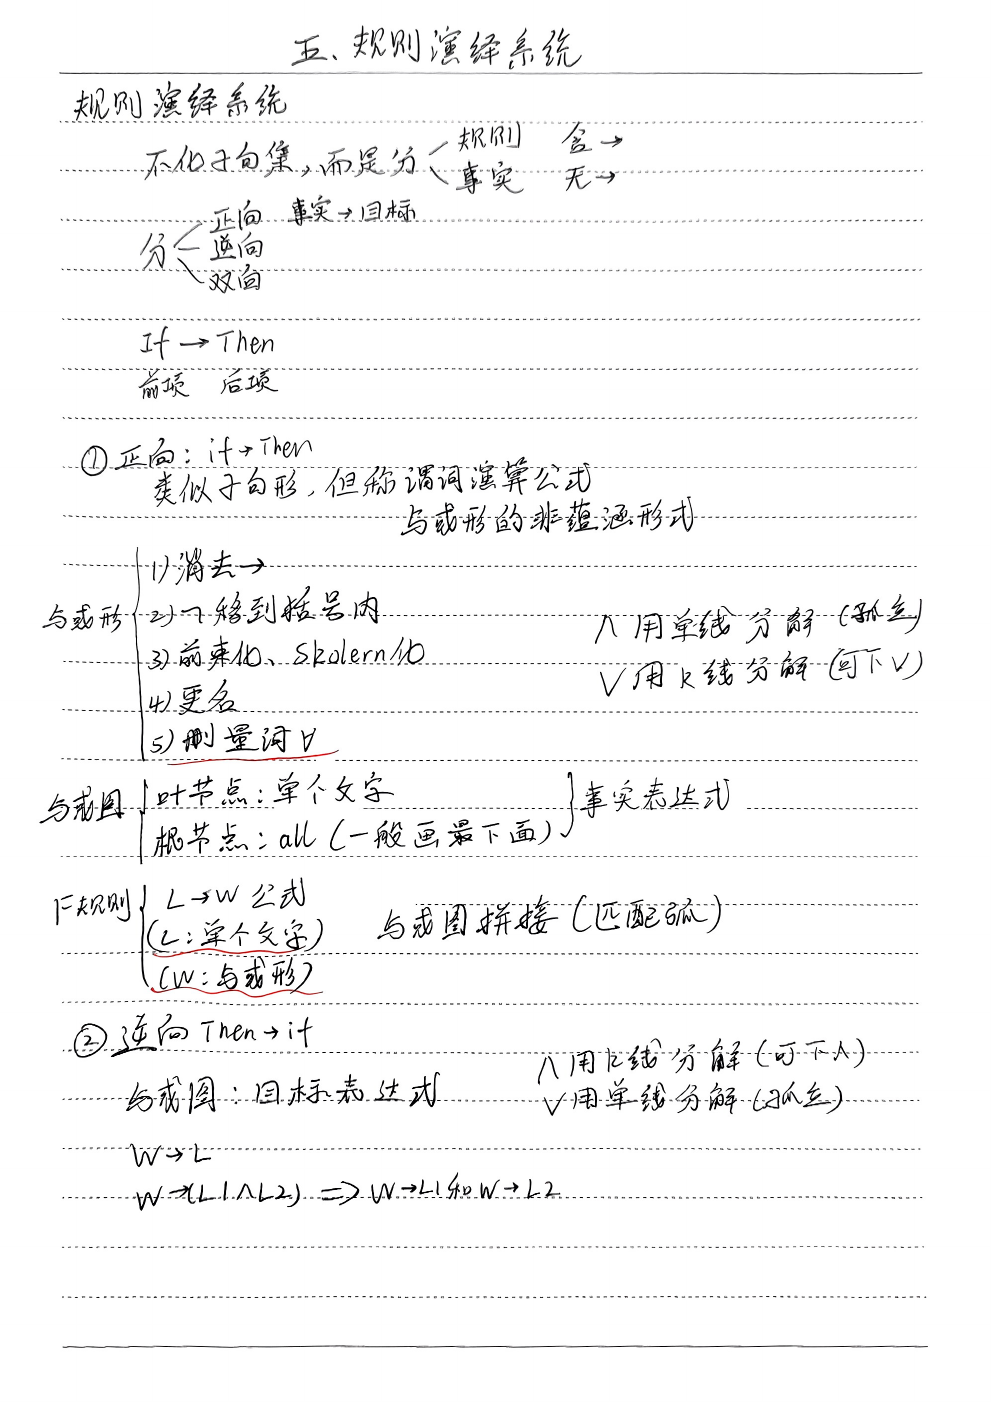 五、规则演绎系统
规则演绎系统
不化子句集,而是分 规则 含→
事实 无→
分 正向 事实→目标
逆向
双向
If → Then
前项 后项
① 正向: if→Then
类似子句形,但称谓词演算公式
与或形的非蕴涵形式
与或形 1)消去→
2)¬移到括号内
3)前束化、Skolern化
4)更名
5)删量词∀
∧用单线分解(孤立)
∨用k线分解(可下∨)
与或图 叶节点:单个文字
根节点:all(一般画最下面)
事实表达式
F规则 L→W 公式
(L:单个文字)
(W:与或形)
与或图拼接(匹配弧)
② 逆向 Then→if
与或图:目标表达式
∧用k线分解(可下∧)
∨用单线分解(孤立)
W→L
W→(L1∧L2) => W→L1和W→L2